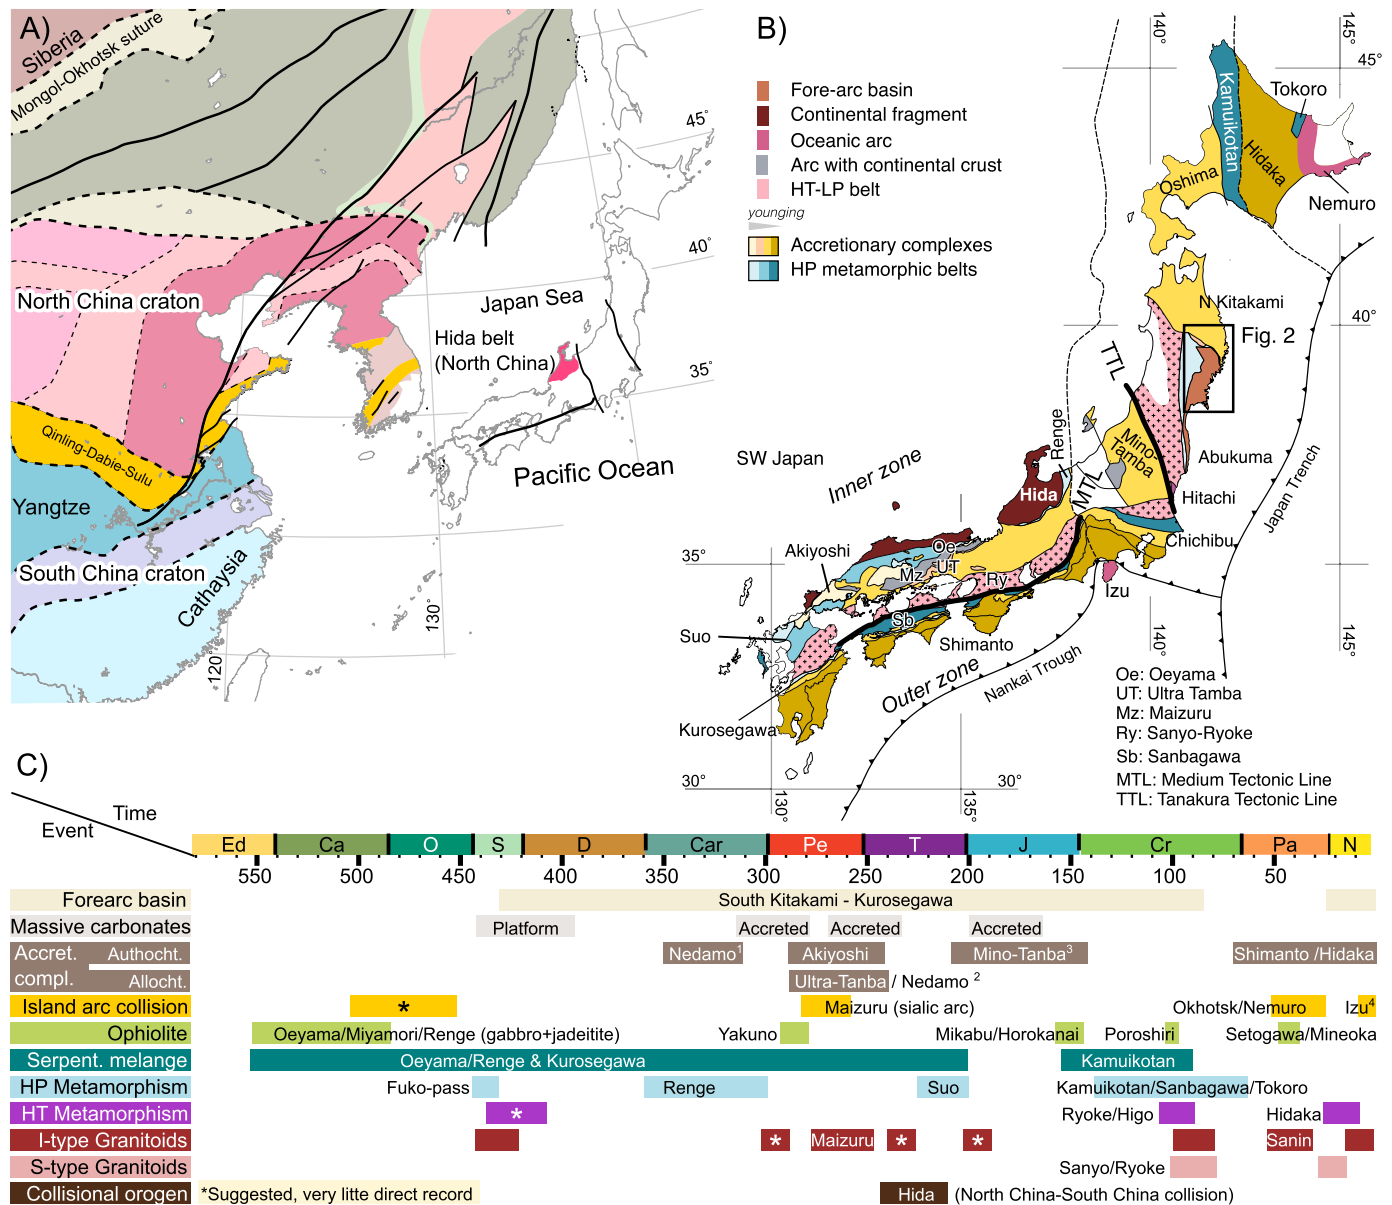 A)
Siberia
Mongol-Okhotsk suture
45°
40°
35°
North China craton
Japan Sea
Hida belt
(North China)
Qinling-Dabie-Sulu
Pacific Ocean
Yangtze
South China craton
Cathaysia
120°
130°
B)
140°
145°
45°
Fore-arc basin
Continental fragment
Oceanic arc
Arc with continental crust
HT-LP belt
younging
Accretionary complexes
HP metamorphic belts
Kamuikotan
Tokoro
Hidaka
Oshima
Nemuro
N Kitakami
40°
Fig. 2
TTL
Renge
Mino-
Tamba
Abukuma
SW Japan
Inner zone
Hida
MTL
Hitachi
Japan Trench
Chichibu
35°
Akiyoshi
Oe
UT
Mz
Ry
Izu
Sb
Suo
Shimanto
140°
145°
Outer zone
Nankai Trough
Kurosegawa
30°
30°
130°
135°
Oe: Oeyama
UT: Ultra Tamba
Mz: Maizuru
Ry: Sanyo-Ryoke
Sb: Sanbagawa
MTL: Medium Tectonic Line
TTL: Tanakura Tectonic Line
C)
Time
Event
Ed Ca O S D Car Pe T J Cr Pa N
550 500 450 400 350 300 250 200 150 100 50
Forearc basin South Kitakami - Kurosegawa
Massive carbonates Platform Accreted Accreted Accreted
Accret. Authocht. Nedamo¹ Akiyoshi Mino-Tanba³ Shimanto /Hidaka
compl. Allocht. Ultra-Tanba / Nedamo ²
Island arc collision * Maizuru (sialic arc) Okhotsk/Nemuro Izu⁴
Ophiolite Oeyama/Miyamori/Renge (gabbro+jadeitite) Yakuno Mikabu/Horokanai Poroshiri Setogawa/Mineoka
Serpent. melange Oeyama/Renge & Kurosegawa Kamuikotan
HP Metamorphism Fuko-pass Renge Suo Kamuikotan/Sanbagawa/Tokoro
HT Metamorphism * Ryoke/Higo Hidaka
I-type Granitoids * Maizuru * * Sanin
S-type Granitoids Sanyo/Ryoke
Collisional orogen *Suggested, very litte direct record Hida (North China-South China collision)